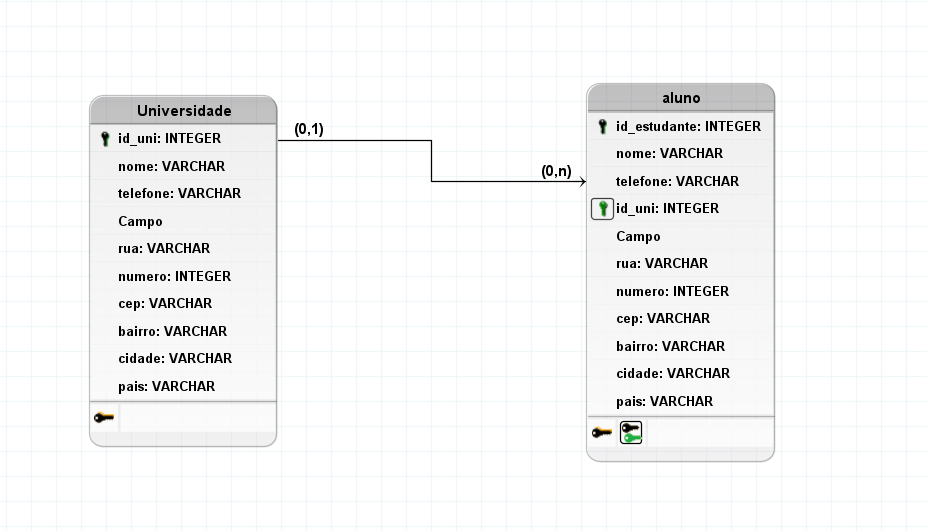 Universidade
id_uni: INTEGER
nome: VARCHAR
telefone: VARCHAR
Campo
rua: VARCHAR
numero: INTEGER
cep: VARCHAR
bairro: VARCHAR
cidade: VARCHAR
pais: VARCHAR
(0,1)
(0,n)
aluno
id_estudante: INTEGER
nome: VARCHAR
telefone: VARCHAR
id_uni: INTEGER
Campo
rua: VARCHAR
numero: INTEGER
cep: VARCHAR
bairro: VARCHAR
cidade: VARCHAR
pais: VARCHAR